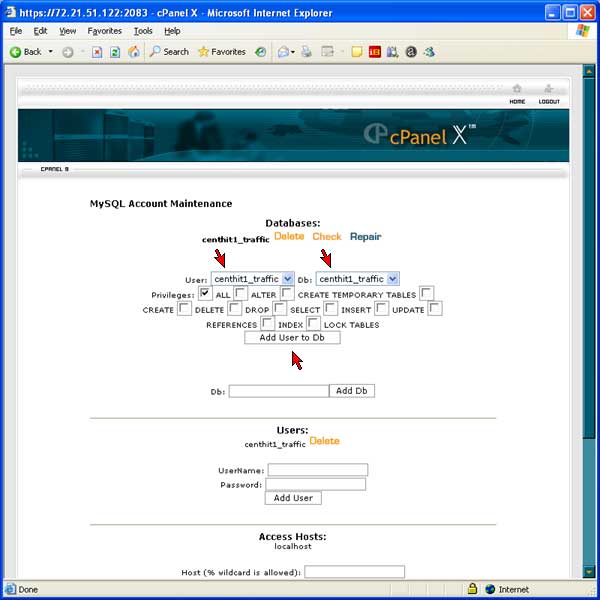 https://72.21.51.122:2083 - cPanel X - Microsoft Internet Explorer
File Edit View Favorites Tools Help
Back Search Favorites
HOME LOGOUT
cPanel X™
CPANEL 9
MySQL Account Maintenance
Databases:
centhit1_traffic Delete Check Repair
User: centhit1_traffic Db: centhit1_traffic
Privileges: ALL ALTER CREATE TEMPORARY TABLES
CREATE DELETE DROP SELECT INSERT UPDATE
REFERENCES INDEX LOCK TABLES
Add User to Db
Db: Add Db
Users:
centhit1_traffic Delete
UserName:
Password:
Add User
Access Hosts:
localhost
Host (% wildcard is allowed):
Done Internet